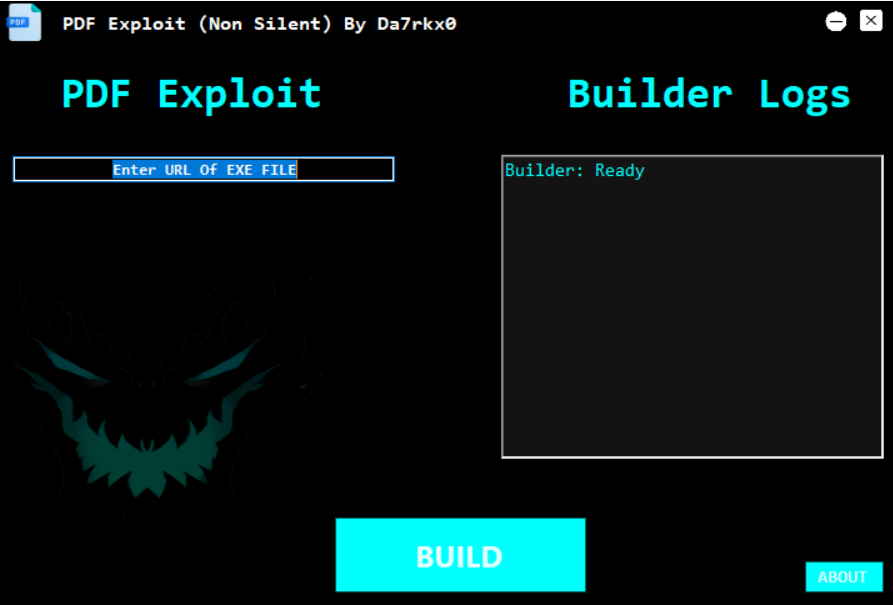 PDF
PDF Exploit (Non Silent) By Da7rkx0
PDF Exploit
Builder Logs
Enter URL Of EXE FILE
Builder: Ready
BUILD
ABOUT